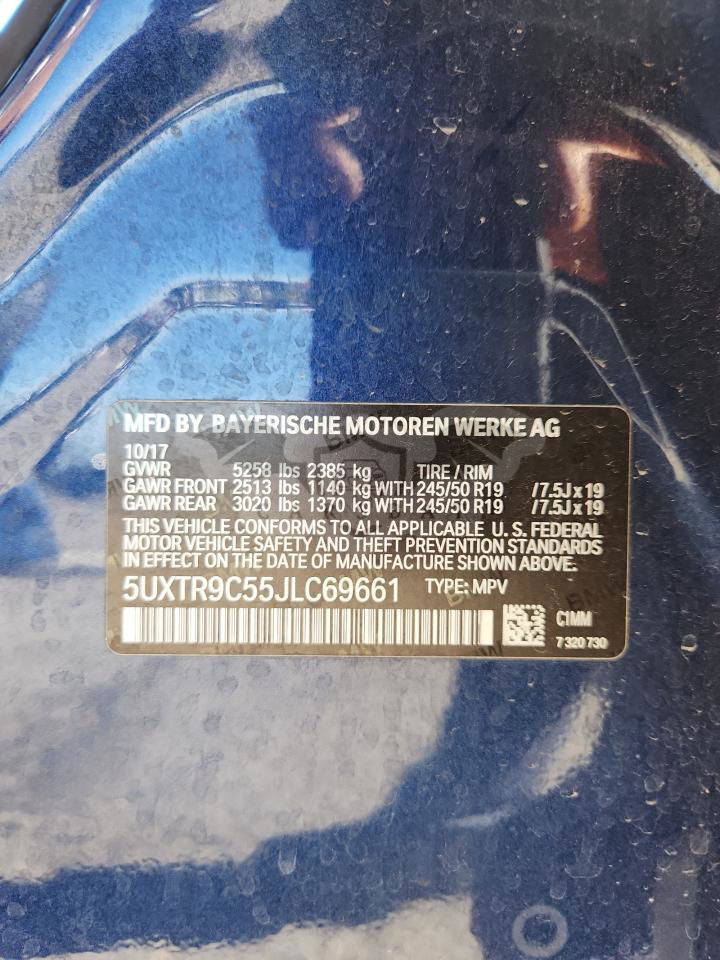 MFD BY BAYERISCHE MOTOREN WERKE AG
10/17
GVWR 5258 lbs 2385 kg TIRE / RIM
GAWR FRONT 2513 lbs 1140 kg WITH 245/50 R19 /7.5J x 19
GAWR REAR 3020 lbs 1370 kg WITH 245/50 R19 /7.5J x 19
THIS VEHICLE CONFORMS TO ALL APPLICABLE U. S. FEDERAL
MOTOR VEHICLE SAFETY AND THEFT PREVENTION STANDARDS
IN EFFECT ON THE DATE OF MANUFACTURE SHOWN ABOVE.
5UXTR9C55JLC69661 TYPE: MPV
C1MM
7 320 730